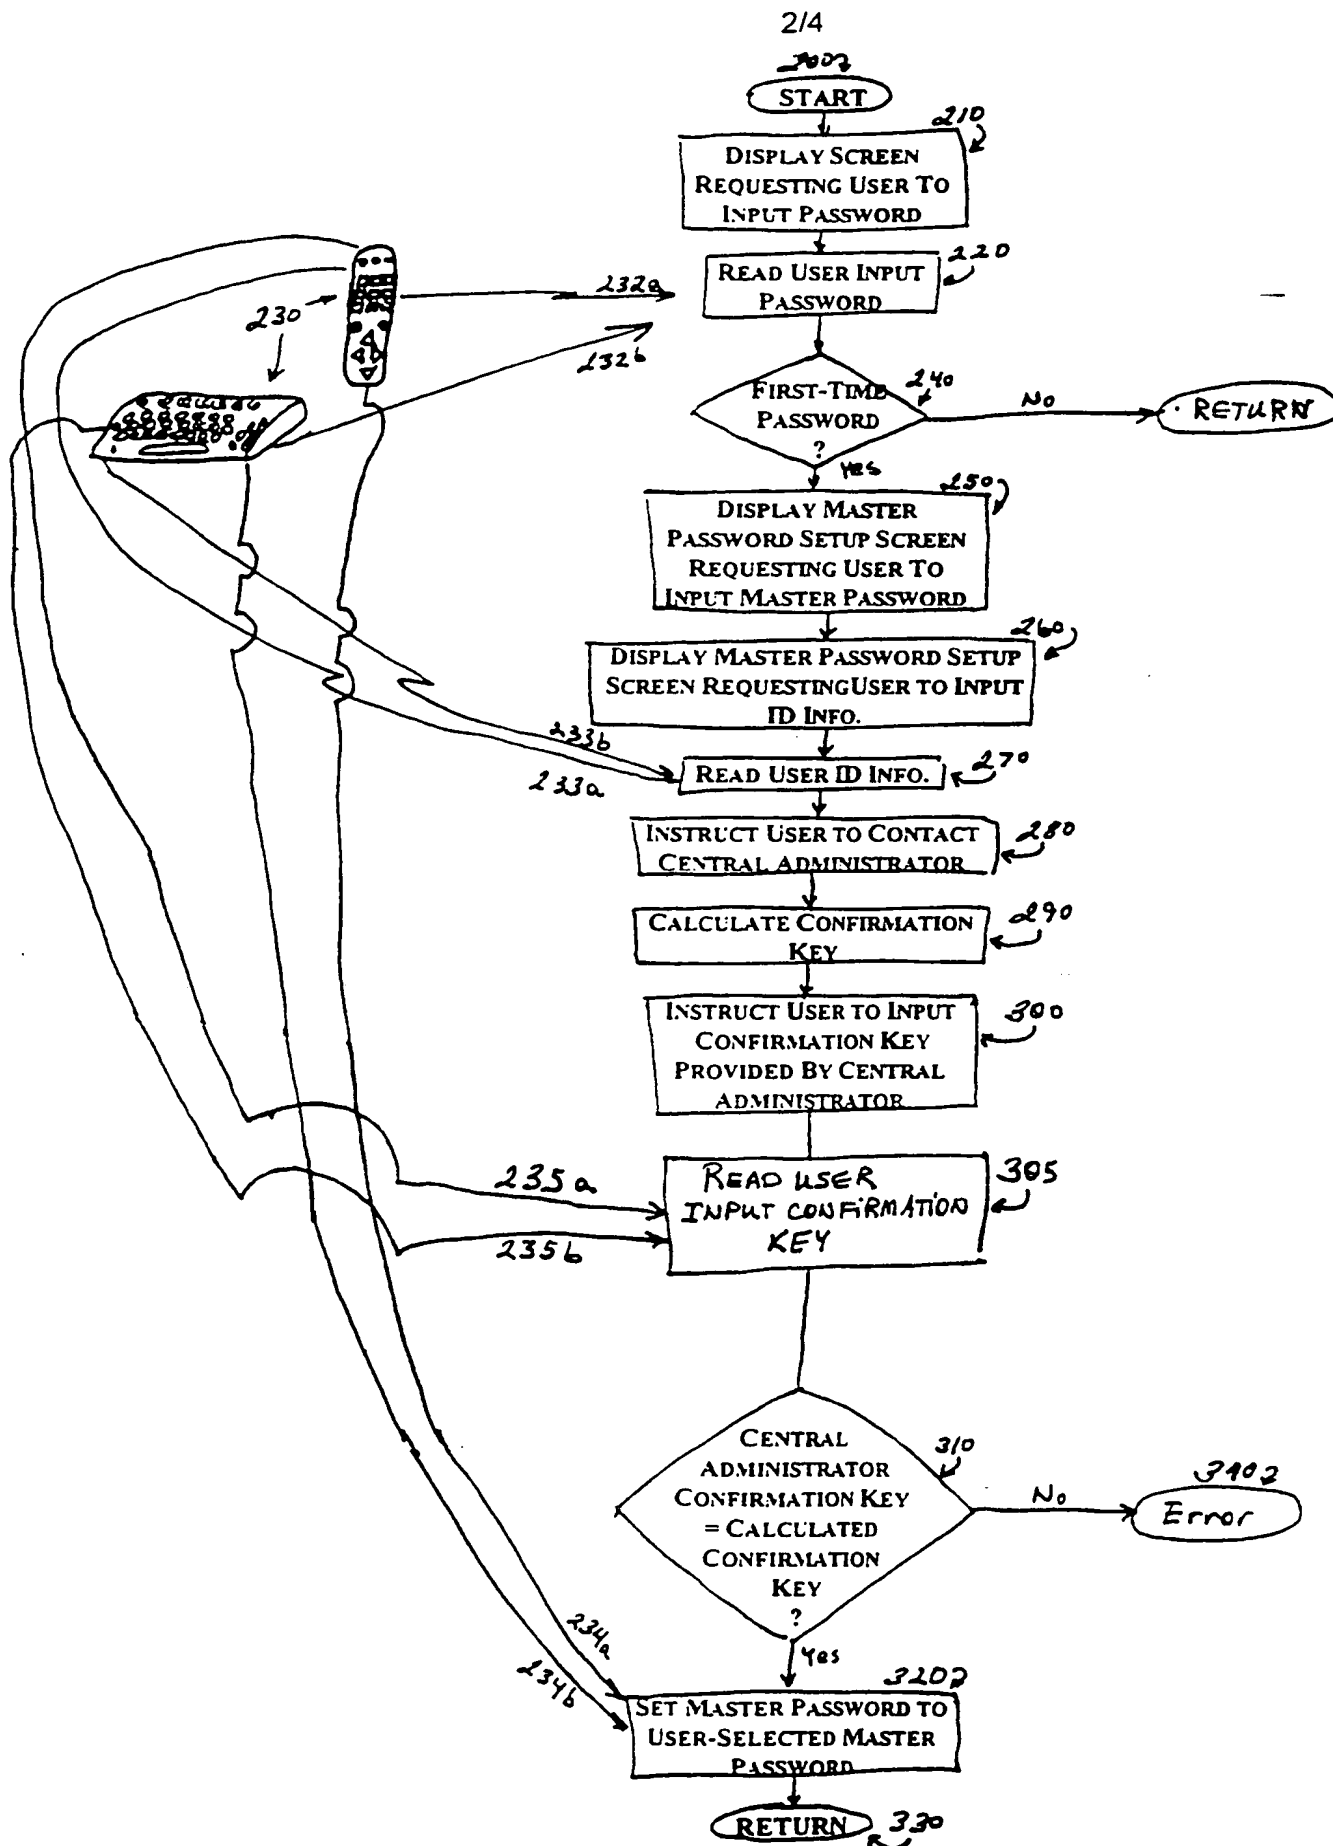 2/4
200
START
210
DISPLAY SCREEN
REQUESTING USER TO
INPUT PASSWORD
220
READ USER INPUT
PASSWORD
232a
230
232b
FIRST-TIME
PASSWORD
?
240
No
RETURN
Yes
250
DISPLAY MASTER
PASSWORD SETUP SCREEN
REQUESTING USER TO
INPUT MASTER PASSWORD
260
DISPLAY MASTER PASSWORD SETUP
SCREEN REQUESTING USER TO INPUT
ID INFO.
233b
233a
READ USER ID INFO.
270
INSTRUCT USER TO CONTACT
CENTRAL ADMINISTRATOR
280
CALCULATE CONFIRMATION
KEY
290
INSTRUCT USER TO INPUT
CONFIRMATION KEY
PROVIDED BY CENTRAL
ADMINISTRATOR
300
READ USER
INPUT CONFIRMATION
KEY
305
235a
235b
CENTRAL
ADMINISTRATOR
CONFIRMATION KEY
= CALCULATED
CONFIRMATION
KEY
?
310
No
340
Error
Yes
234a
234b
320
SET MASTER PASSWORD TO
USER-SELECTED MASTER
PASSWORD
RETURN
330